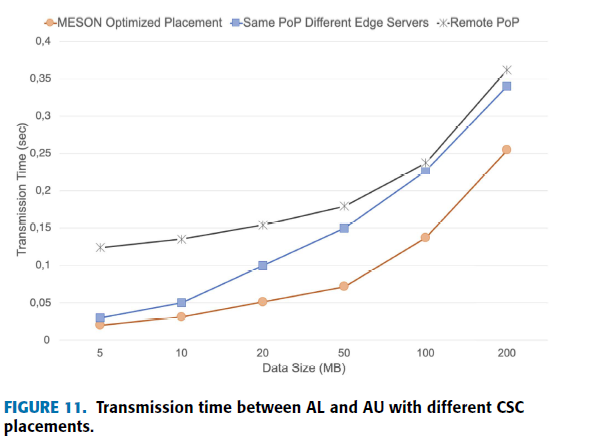 MESON Optimized Placement Same PoP Different Edge Servers Remote PoP
0,4
0,35
0,3
0,25
0,2
0,15
0,1
0,05
0
Transmission Time (sec)
5 10 20 50 100 200
Data Size (MB)
FIGURE 11. Transmission time between AL and AU with different CSC
placements.